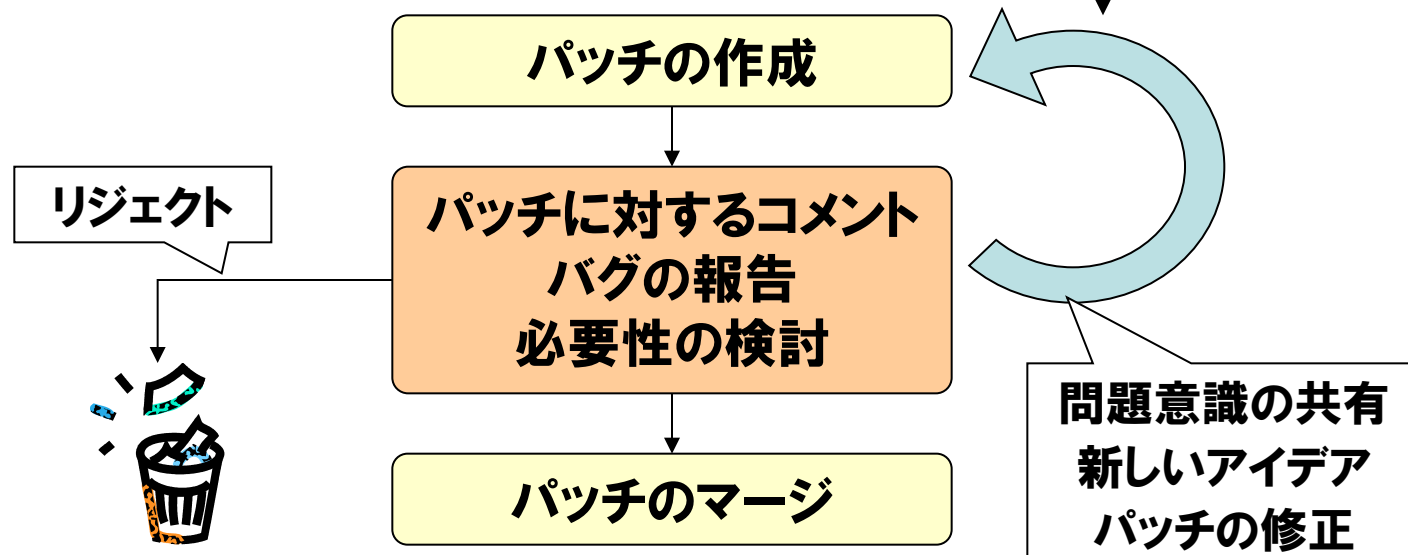 パッチの作成
リジェクト
パッチに対するコメント
バグの報告
必要性の検討
問題意識の共有
新しいアイデア
パッチの修正
パッチのマージ